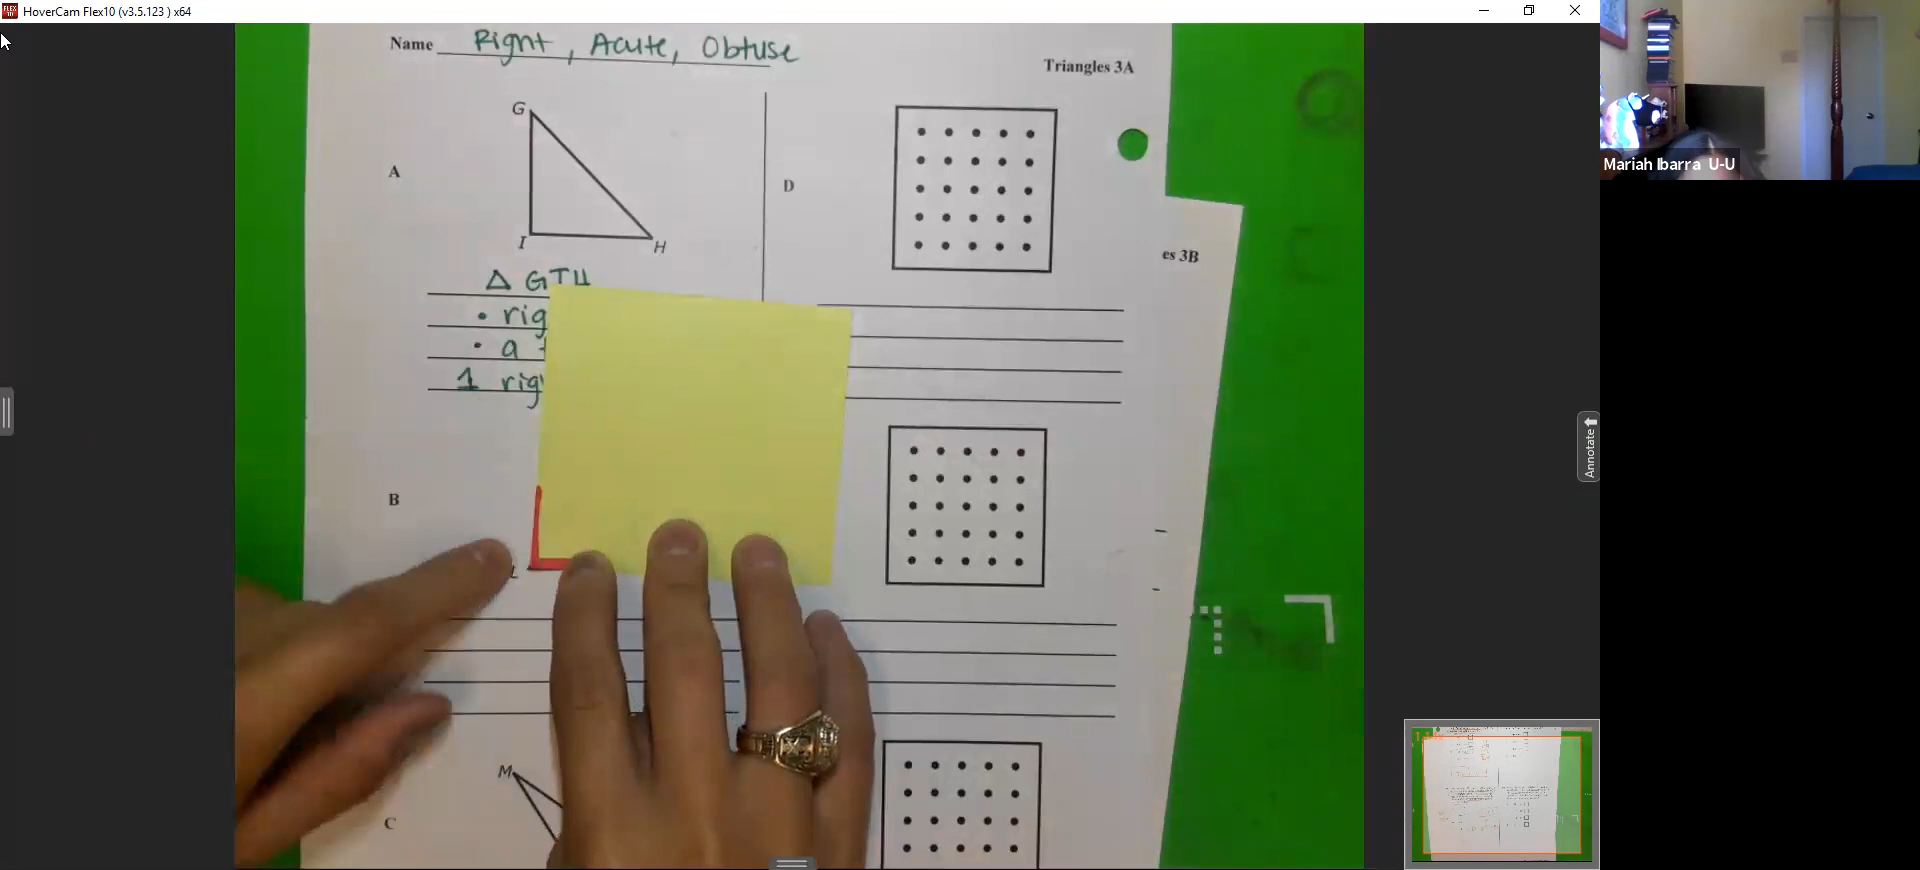 HoverCam Flex10 (v3.5.123 ) x64
Name Right, Acute, Obtuse
Triangles 3A
G
A
I
H
D
Δ GIH
• rig
• a
1 rig
B
L
M
C
es 3B
Annotate
Mariah Ibarra U-U